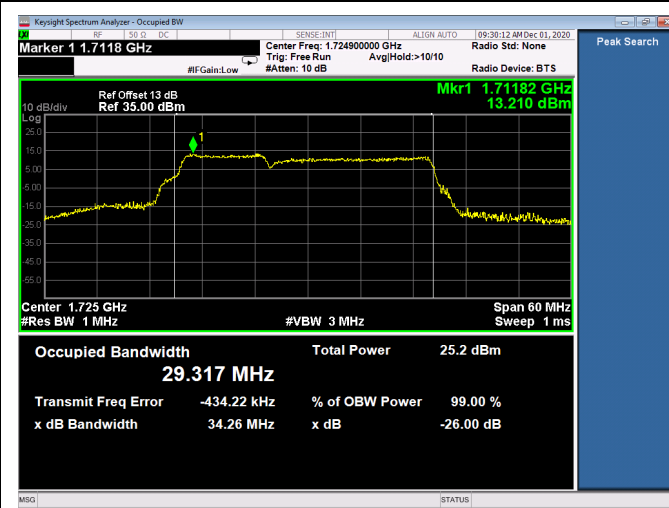 Keysight Spectrum Analyzer - Occupied BW
RF 50 Ω DC SENSE:INT ALIGN AUTO 09:30:12 AM Dec 01, 2020
Marker 1 1.7118 GHz
Center Freq: 1.724900000 GHz
Radio Std: None
Trig: Free Run Avg|Hold:>10/10
#IFGain:Low
#Atten: 10 dB
Radio Device: BTS
Peak Search
Mkr1 1.71182 GHz
13.210 dBm
Ref Offset 13 dB
10 dB/div Ref 35.00 dBm
Log
25.0
15.0
5.00
-5.00
-15.0
-25.0
-35.0
-45.0
-55.0
1
Center 1.725 GHz Span 60 MHz
#Res BW 1 MHz #VBW 3 MHz Sweep 1 ms
Occupied Bandwidth Total Power 25.2 dBm
29.317 MHz
Transmit Freq Error -434.22 kHz % of OBW Power 99.00 %
x dB Bandwidth 34.26 MHz x dB -26.00 dB
MSG STATUS